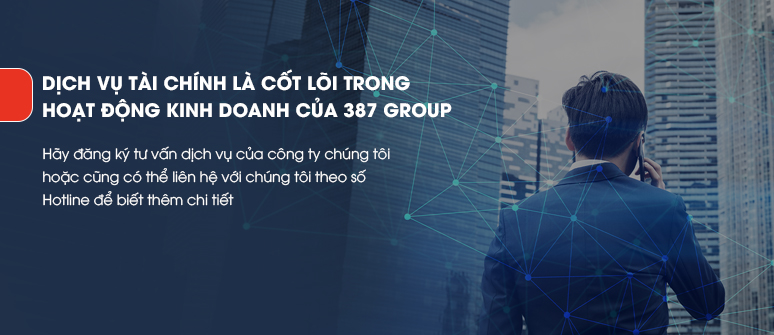 DỊCH VỤ TÀI CHÍNH LÀ CỐT LÕI TRONG
HOẠT ĐỘNG KINH DOANH CỦA 387 GROUP
Hãy đăng ký tư vấn dịch vụ của công ty chúng tôi
hoặc cũng có thể liên hệ với chúng tôi theo số
Hotline để biết thêm chi tiết